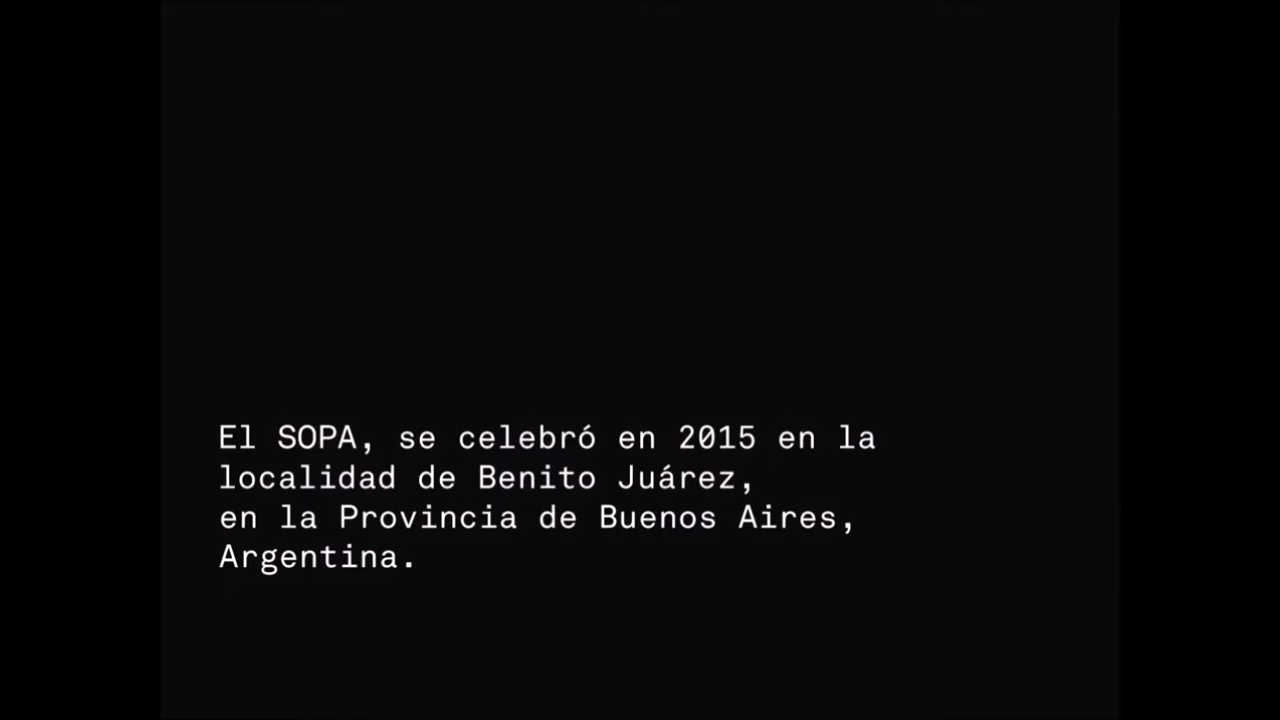 El SOPA, se celebró en 2015 en la
localidad de Benito Juárez,
en la Provincia de Buenos Aires,
Argentina.